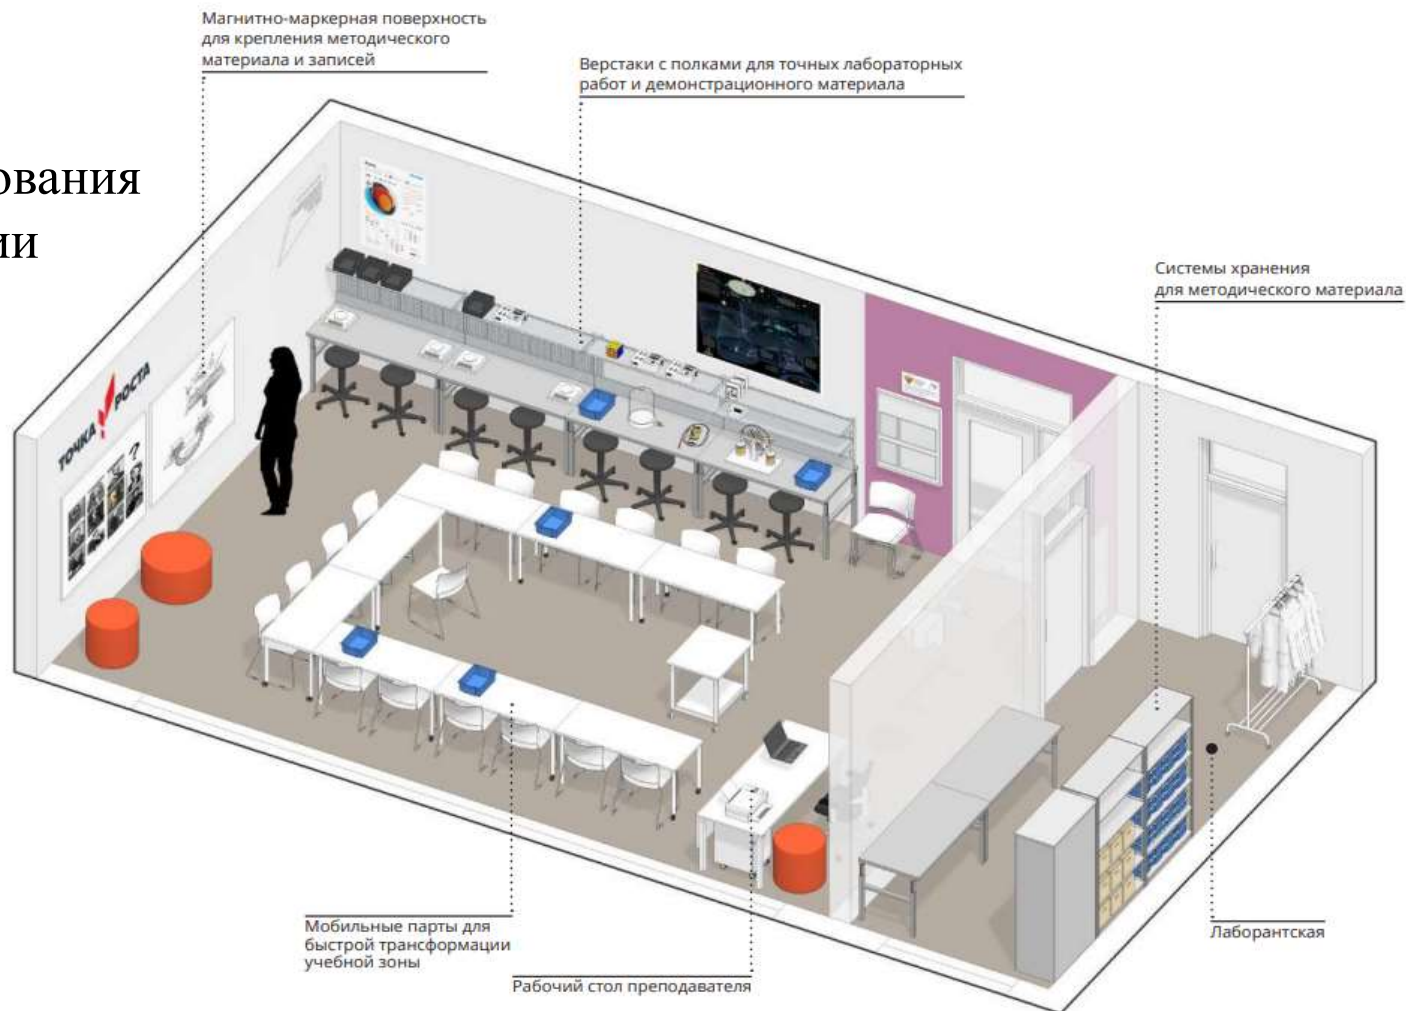 Магнитно-маркерная поверхность
для крепления методического
материала и записей
Верстаки с полками для точных лабораторных
работ и демонстрационного материала
ования
ии
Системы хранения
для методического материала
ТОЧКА РОСТА
?
Мобильные парты для
быстрой трансформации
учебной зоны
Рабочий стол преподавателя
Лаборантская